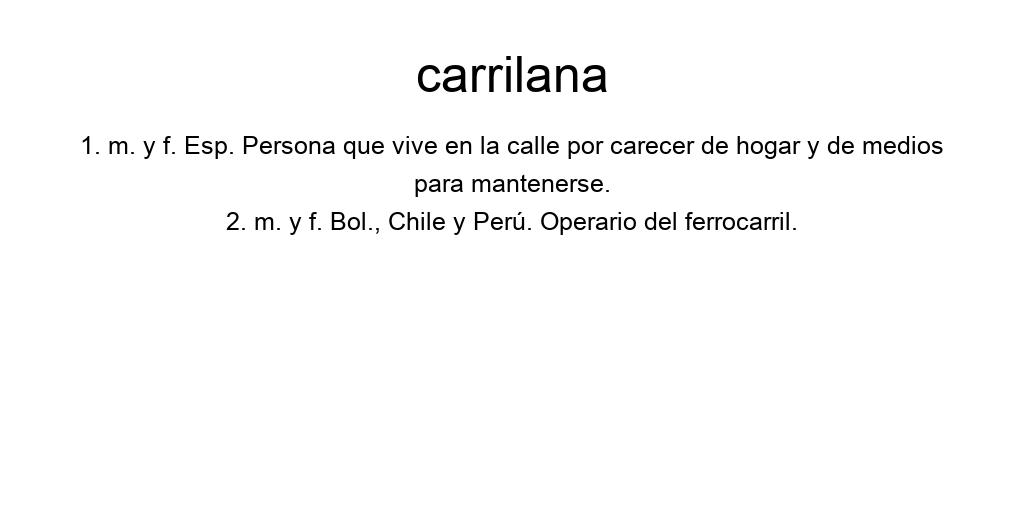 carrilana
1. m. y f. Esp. Persona que vive en la calle por carecer de hogar y de medios
para mantenerse.
2. m. y f. Bol., Chile y Perú. Operario del ferrocarril.